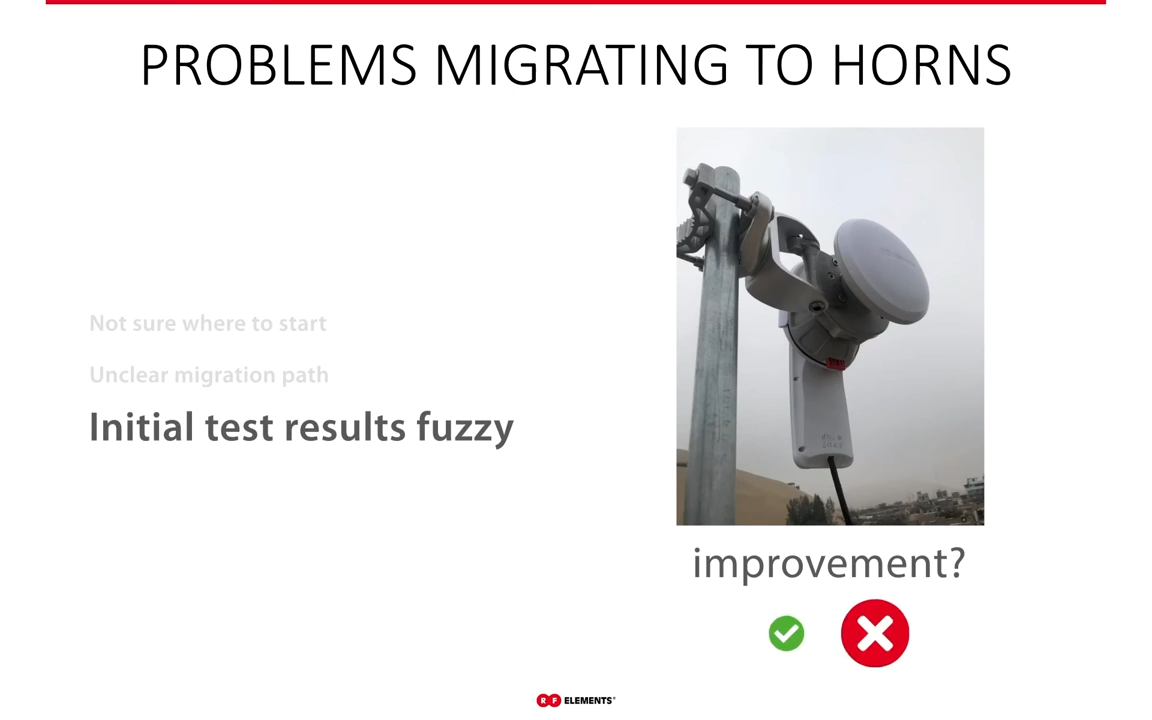 PROBLEMS MIGRATING TO HORNS
Not sure where to start
Unclear migration path
Initial test results fuzzy
improvement?
RF ELEMENTS